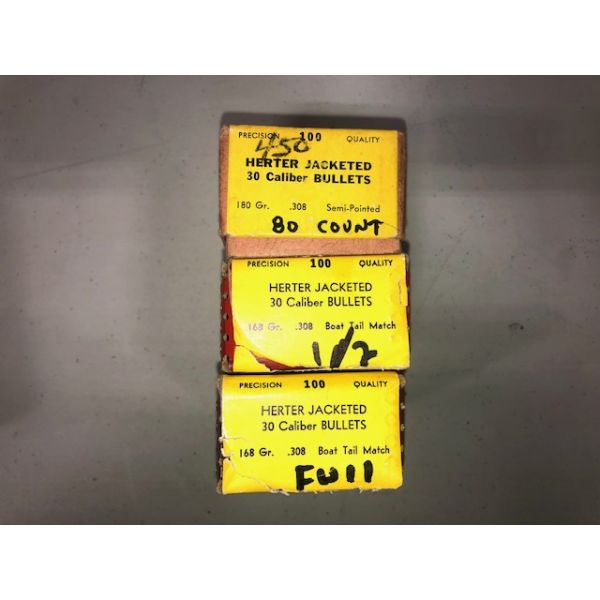 PRECISION 100 QUALITY
450
HERTER JACKETED
30 Caliber BULLETS
180 Gr. .308 Semi-Pointed
80 COUNT
PRECISION 100 QUALITY
HERTER JACKETED
30 Caliber BULLETS
168 Gr. .308 Boat Tail Match
1/2
PRECISION 100 QUALITY
HERTER JACKETED
30 Caliber BULLETS
168 Gr. .308 Boat Tail Match
FUll